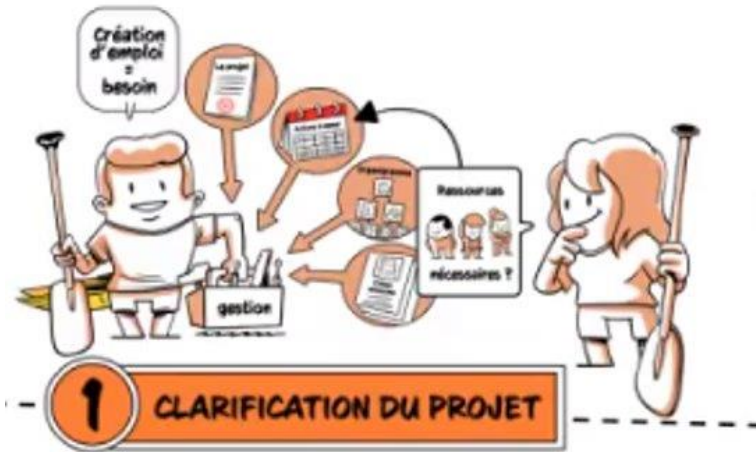 Création
d'emploi
=
besoin
Le projet
Ressources
nécessaires ?
gestion
1
CLARIFICATION DU PROJET